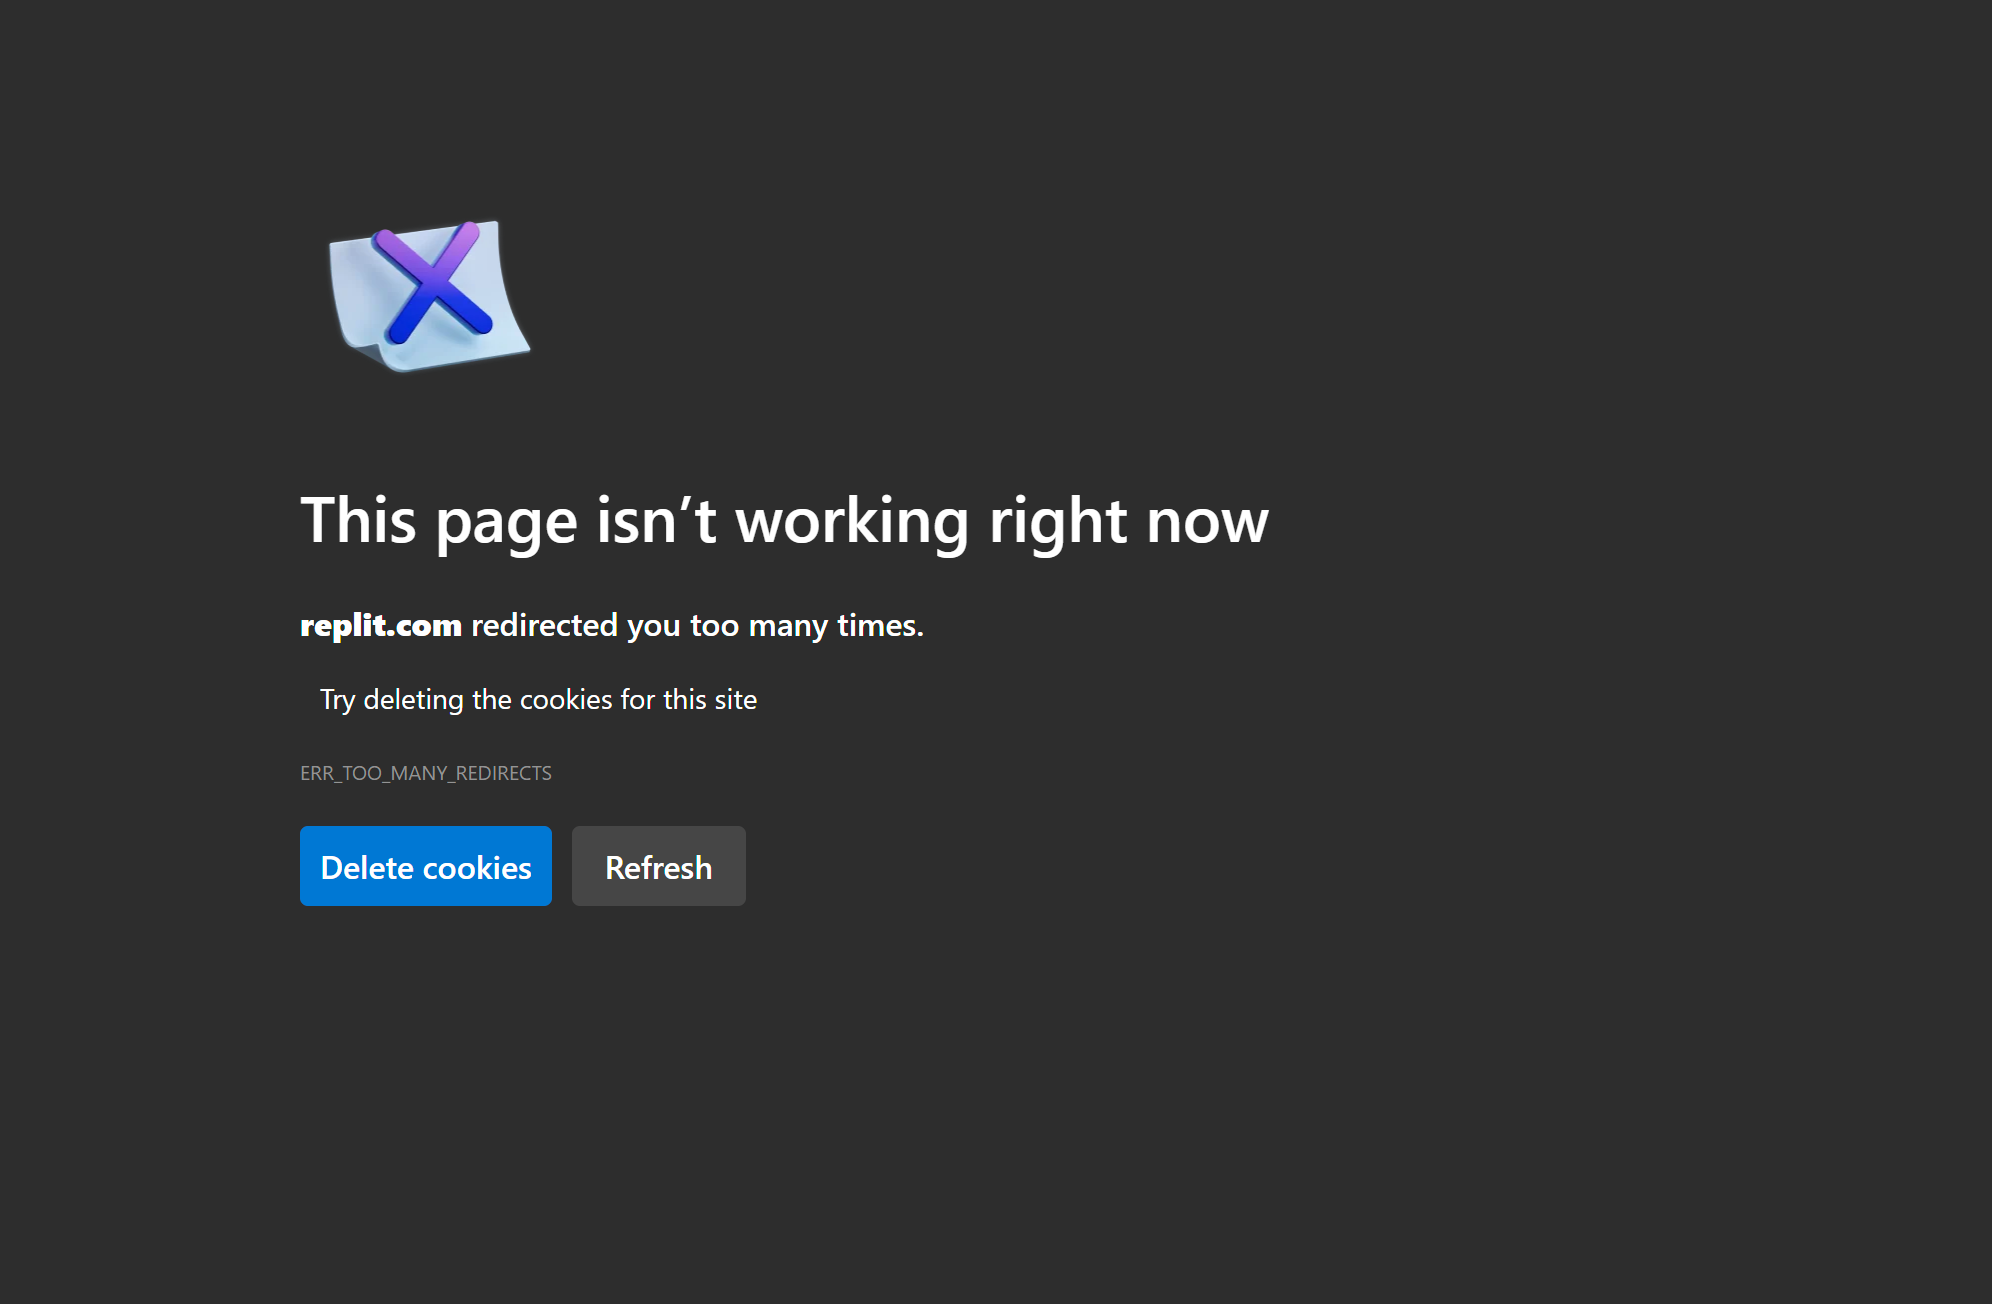 This page isn’t working right now
replit.com redirected you too many times.
Try deleting the cookies for this site
ERR_TOO_MANY_REDIRECTS
Delete cookies
Refresh